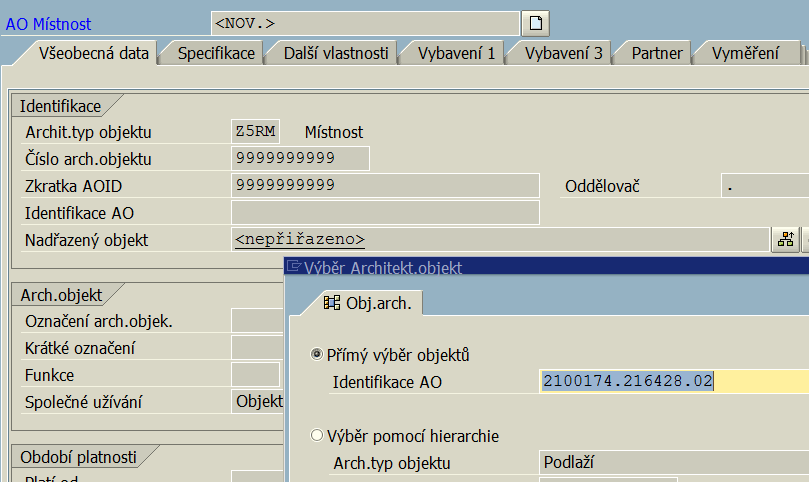 AO Místnost <NOV.>
Všeobecná data Specifikace Další vlastnosti Vybavení 1 Vybavení 3 Partner Vyměření
Identifikace
Archit.typ objektu Z5RM Místnost
Číslo arch.objektu 9999999999
Zkratka AOID 9999999999 Oddělovač .
Identifikace AO
Nadřazený objekt <nepřiřazeno>
Výběr Architekt.objekt
Arch.objekt
Obj.arch.
Označení arch.objek.
Krátké označení
Přímý výběr objektů
Funkce
Identifikace AO 2100174.216428.02
Společné užívání Objekt
Výběr pomocí hierarchie
Období platnosti
Arch.typ objektu Podlaží
Platí od